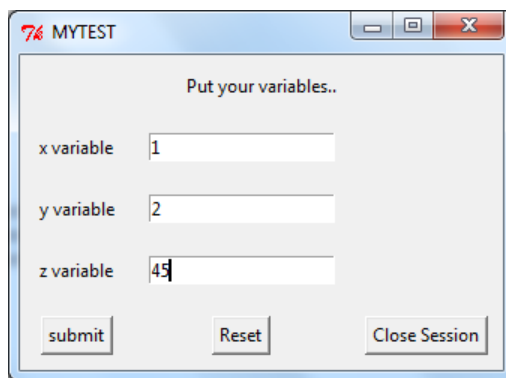 MYTEST
Put your variables..
x variable 1
y variable 2
z variable 45
submit Reset Close Session